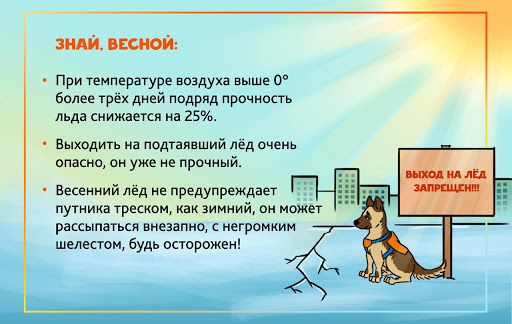 ЗНАЙ, ВЕСНОЙ:
• При температуре воздуха выше 0°
более трёх дней подряд прочность
льда снижается на 25%.
• Выходить на подтаявший лёд очень
опасно, он уже не прочный.
• Весенний лёд не предупреждает
путника треском, как зимний, он может
рассыпаться внезапно, с негромким
шелестом, будь осторожен!
ВЫХОД НА ЛЁД
ЗАПРЕЩЕН!!!